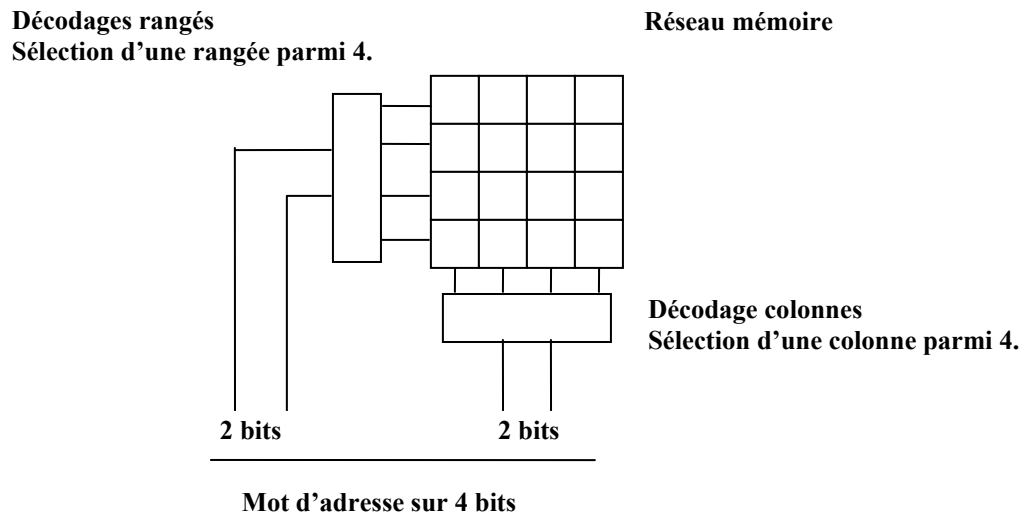 Décodages rangés
Sélection d’une rangée parmi 4.
Réseau mémoire
Décodage colonnes
Sélection d’une colonne parmi 4.
2 bits
2 bits
Mot d’adresse sur 4 bits